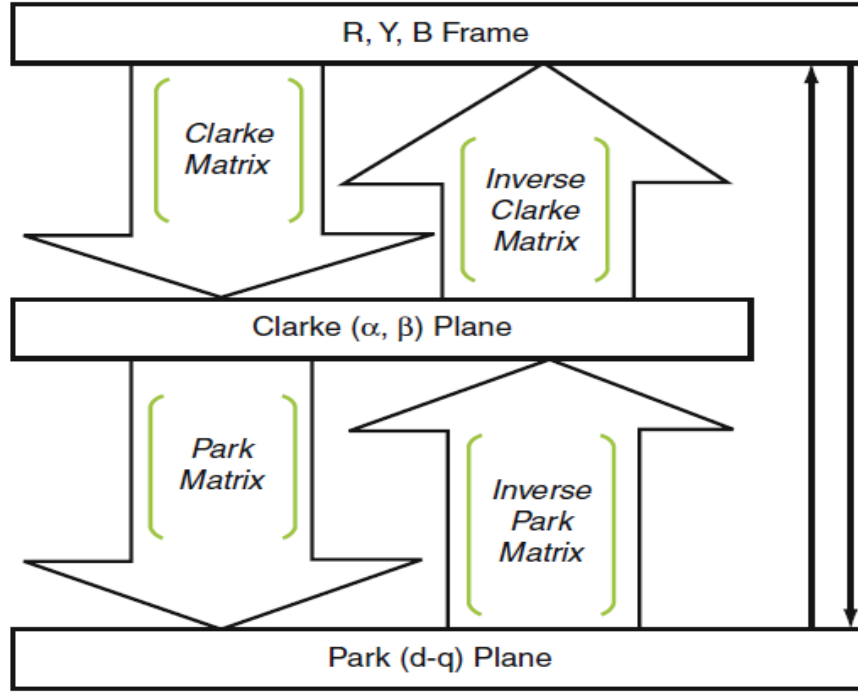 R, Y, B Frame
Clarke
Matrix
Inverse
Clarke
Matrix
Clarke (α, β) Plane
Park
Matrix
Inverse
Park
Matrix
Park (d-q) Plane